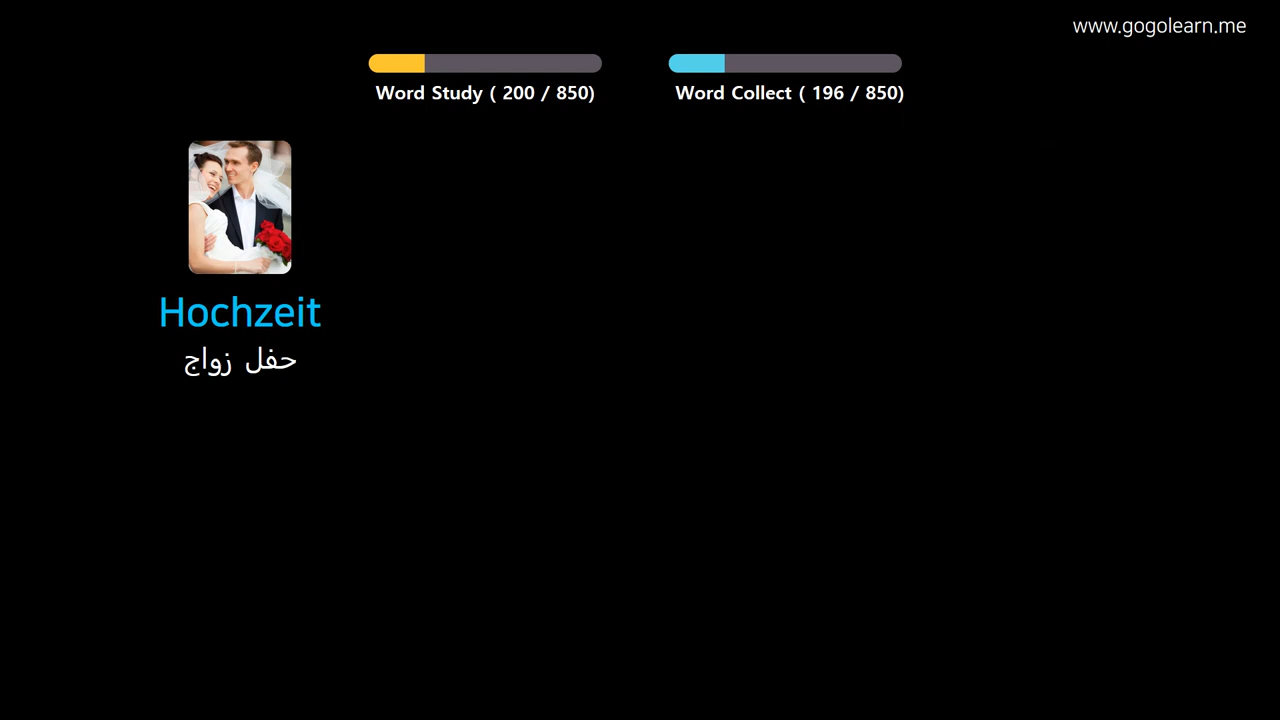 www.gogolearn.me
Word Study ( 200 / 850)
Word Collect ( 196 / 850)
Hochzeit
حفل زواج